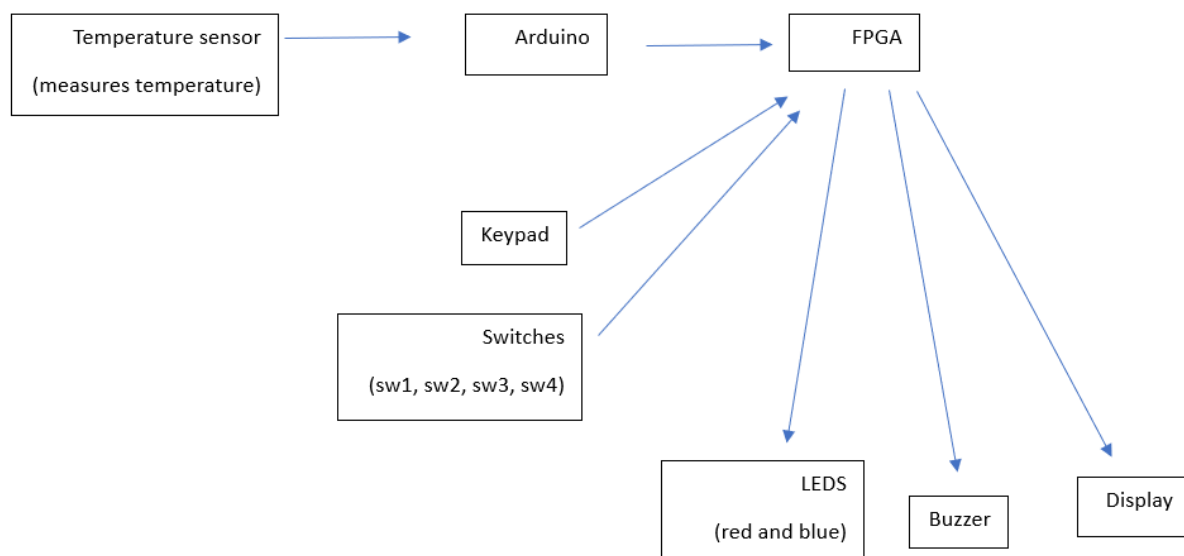 Temperature sensor
(measures temperature)
Arduino
FPGA
Keypad
Switches
(sw1, sw2, sw3, sw4)
LEDS
(red and blue)
Buzzer
Display